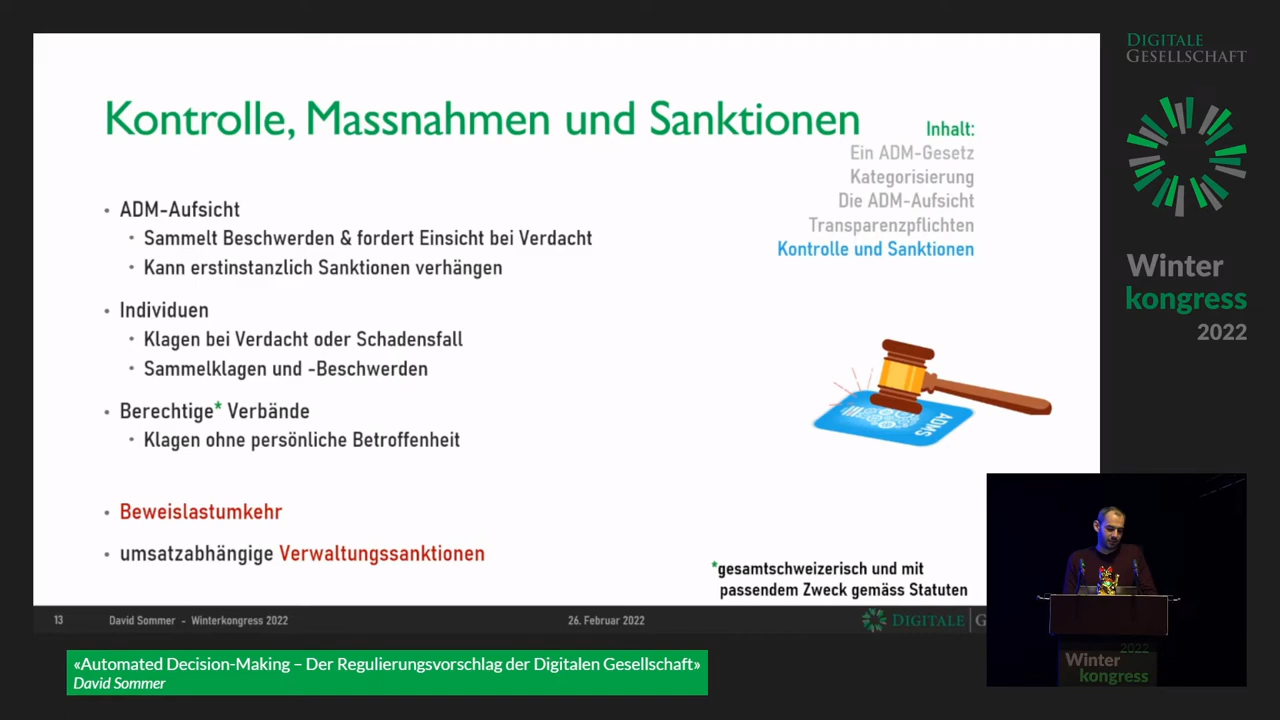 Kontrolle, Massnahmen und Sanktionen
Inhalt:
Ein ADM-Gesetz
Kategorisierung
Die ADM-Aufsicht
Transparenzpflichten
Kontrolle und Sanktionen
• ADM-Aufsicht
• Sammelt Beschwerden & fordert Einsicht bei Verdacht
• Kann erstinstanzlich Sanktionen verhängen
• Individuen
• Klagen bei Verdacht oder Schadensfall
• Sammelklagen und -Beschwerden
• Berechtige* Verbände
• Klagen ohne persönliche Betroffenheit
• Beweislastumkehr
• umsatzabhängige Verwaltungssanktionen
ADMS
*gesamtschweizerisch und mit
passendem Zweck gemäss Statuten
13
David Sommer - Winterkongress 2022
26. Februar 2022
DIGITALE | G
«Automated Decision-Making – Der Regulierungsvorschlag der Digitalen Gesellschaft»
David Sommer
DIGITALE
GESELLSCHAFT
Winter
kongress
2022
2022
Winter
kongress